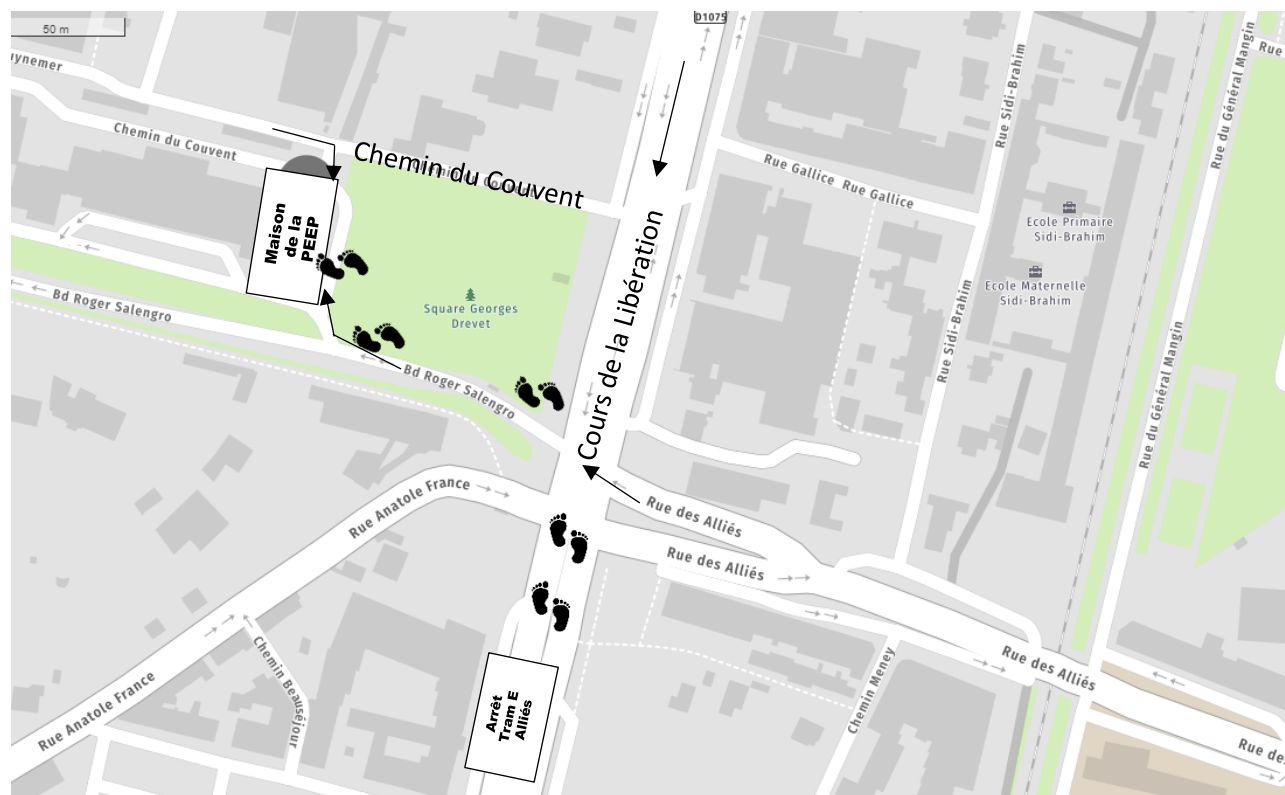 D1075
50 m
ynemer
Rue
Chemin du Couvent
Chemin du Couvent
Rue Gallice Rue Gallice
Rue Sidi-Brahim
Rue du Général Mangin
Ecole Primaire
Sidi-Brahim
Maison
de la
PEEP
Cours de la Libération
Ecole Maternelle
Sidi-Brahim
Bd Roger Salengro
Square Georges
Drevet
Rue Sidi-Brahim
Bd Roger Salengro
Rue du Général Mangin
Rue Anatole France
Rue des Alliés
Rue des Alliés
Chemin Beauséjour
Arrêt
Tram E
Alliés
Chemin Meney
Rue des Alliés
Rue Anatole France
Rue des